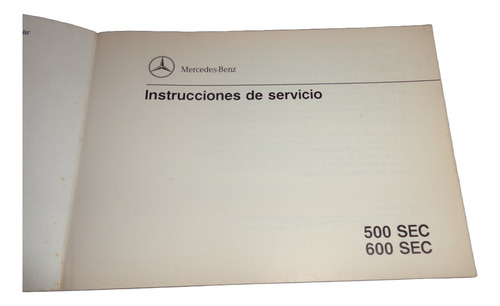 Mercedes-Benz
Instrucciones de servicio
500 SEC
600 SEC